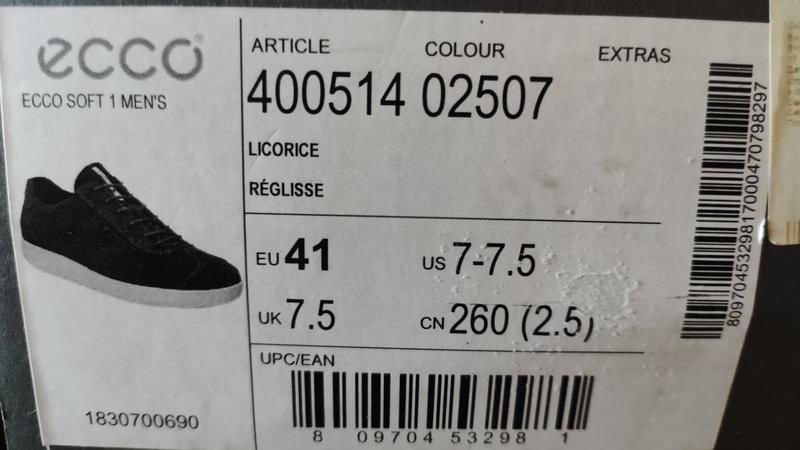 ecco
ECCO SOFT 1 MEN'S
1830700690
ARTICLE COLOUR EXTRAS
400514 02507
LICORICE
RÉGLISSE
EU 41 US 7-7.5
UK 7.5 CN 260 (2.5)
UPC/EAN
8 09704 53298 1
8097045329817000470798297